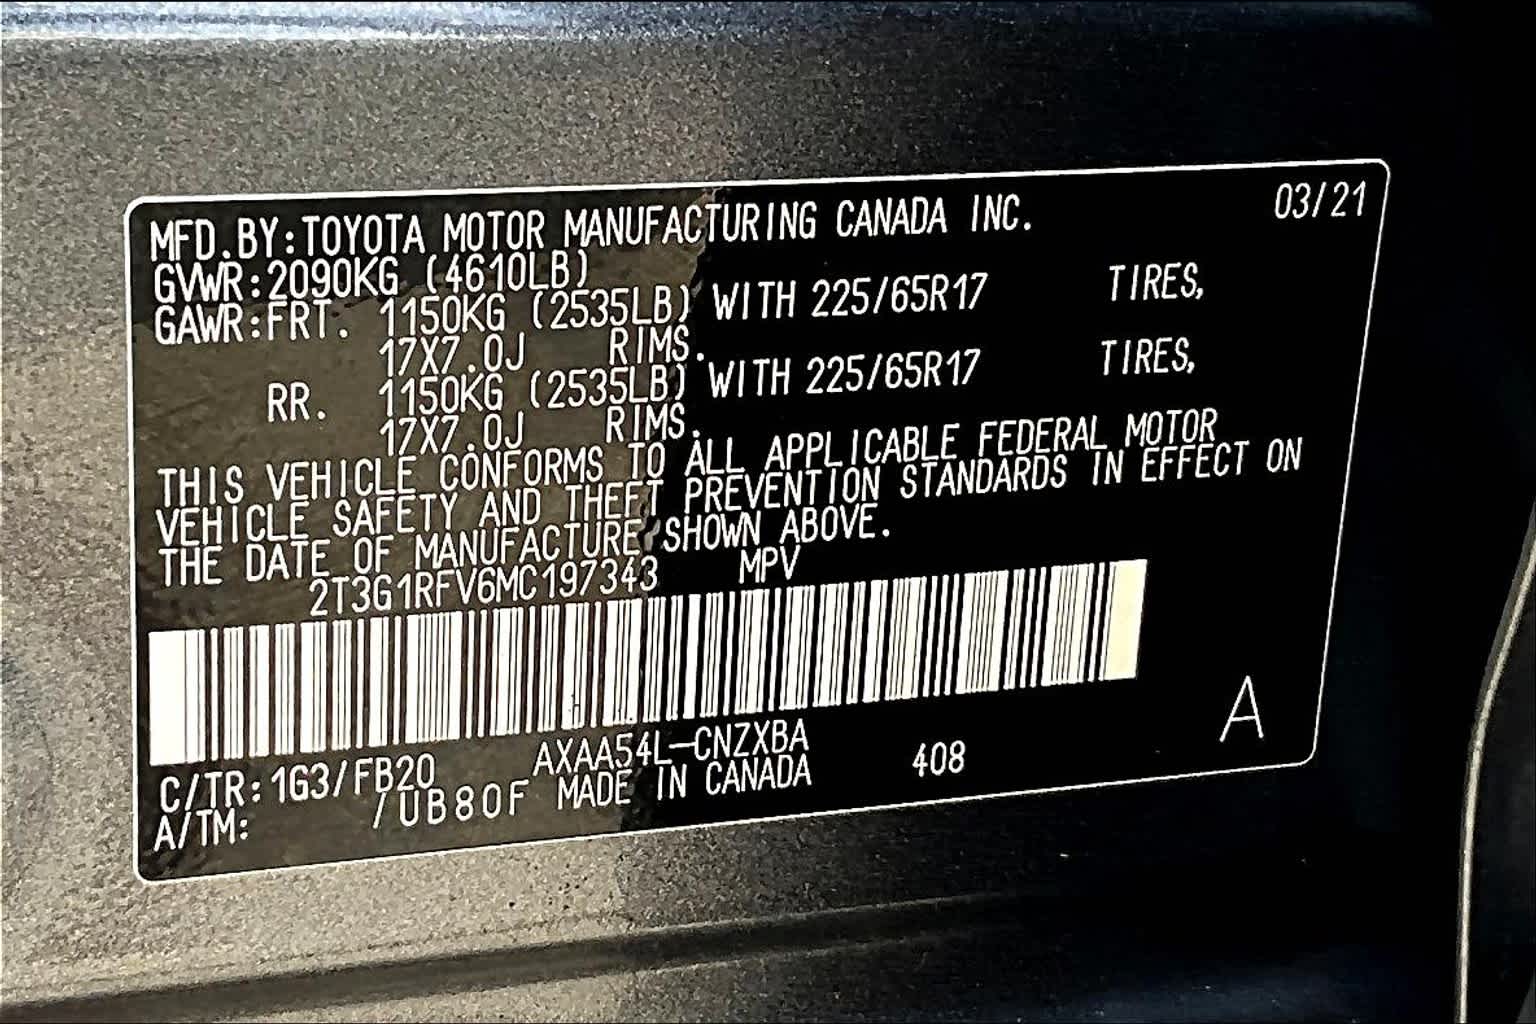 MFD.BY:TOYOTA MOTOR MANUFACTURING CANADA INC. 03/21
GVWR:2090KG (4610LB)
GAWR:FRT. 1150KG (2535LB) WITH 225/65R17 TIRES,
17X7.0J RIMS.
RR. 1150KG (2535LB) WITH 225/65R17 TIRES,
17X7.0J RIMS.
THIS VEHICLE CONFORMS TO ALL APPLICABLE FEDERAL MOTOR
VEHICLE SAFETY AND THEFT PREVENTION STANDARDS IN EFFECT ON
THE DATE OF MANUFACTURE SHOWN ABOVE.
2T3G1RFV6MC197343 MPV
C/TR:1G3/FB20 AXAA54L-CNZXBA 408 A
A/TM: /UB80F MADE IN CANADA